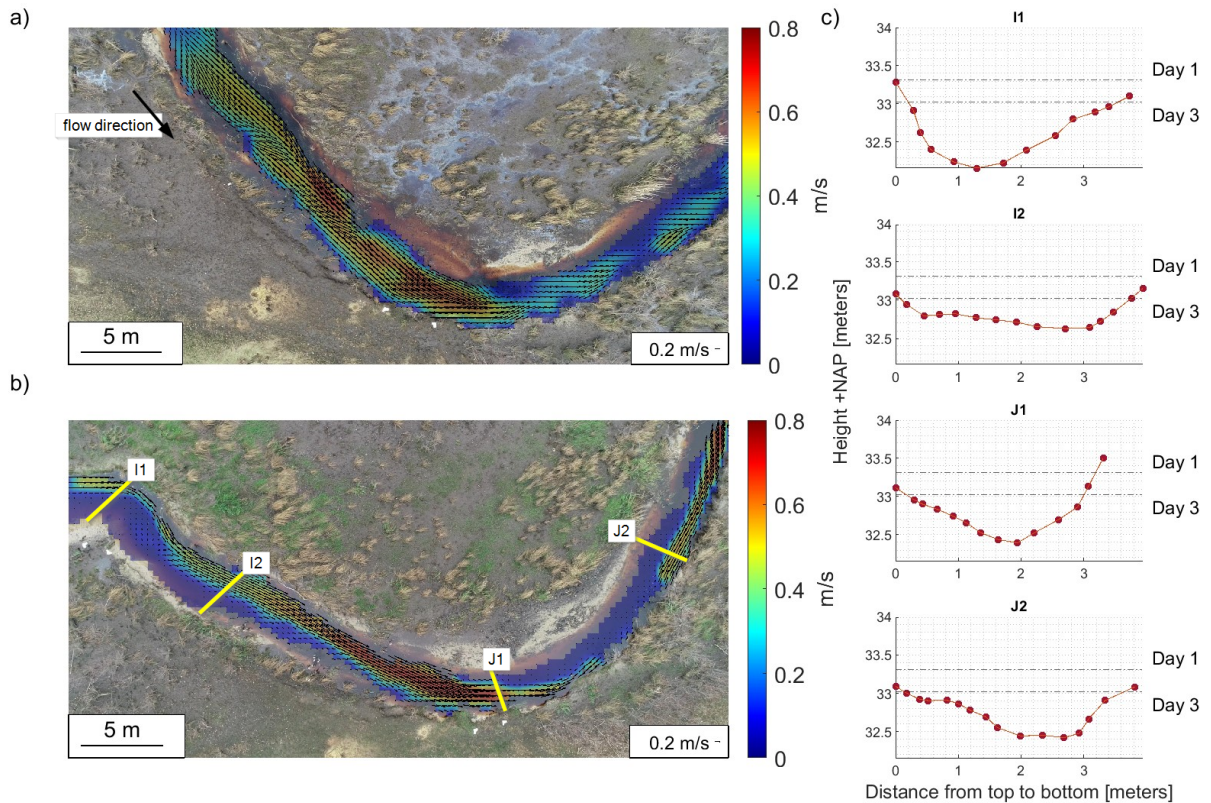 a)
flow direction
5 m
0.2 m/s
0.8
0.6
0.4
0.2
0
m/s
b)
I1
I2
J1
J2
5 m
0.2 m/s
0.8
0.6
0.4
0.2
0
m/s
c)
Height +NAP [meters]
I1
34
33.5
33
32.5
0
1
2
3
Day 1
Day 3
I2
34
33.5
33
32.5
0
1
2
3
Day 1
Day 3
J1
34
33.5
33
32.5
0
1
2
3
Day 1
Day 3
J2
34
33.5
33
32.5
0
1
2
3
Day 1
Day 3
Distance from top to bottom [meters]